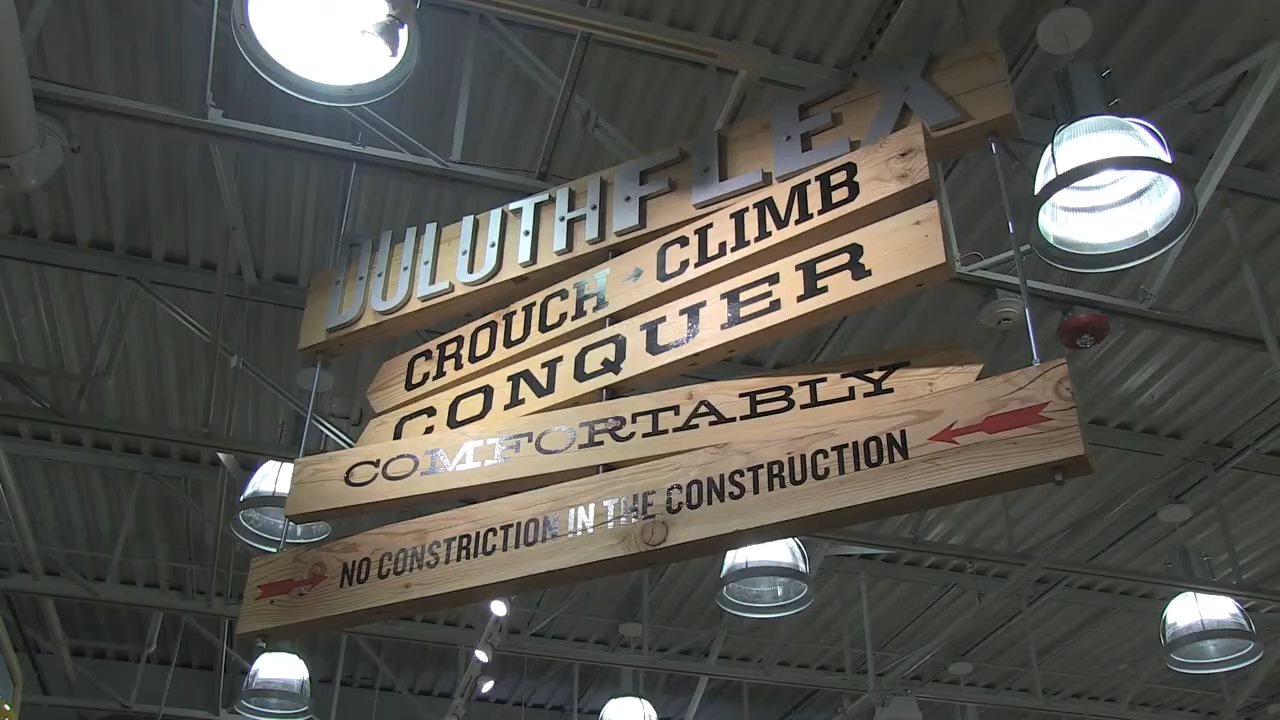 DULUTHFLEX
CROUCH → CLIMB
CONQUER
COMFORTABLY
NO CONSTRICTION IN THE CONSTRUCTION